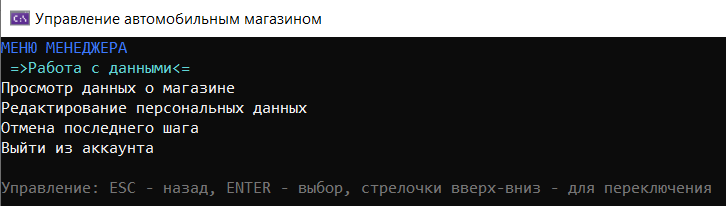 Управление автомобильным магазином
МЕНЮ МЕНЕДЖЕРА
=>Работа с данными<=
Просмотр данных о магазине
Редактирование персональных данных
Отмена последнего шага
Выйти из аккаунта
Управление: ESC - назад, ENTER - выбор, стрелочки вверх-вниз - для переключения